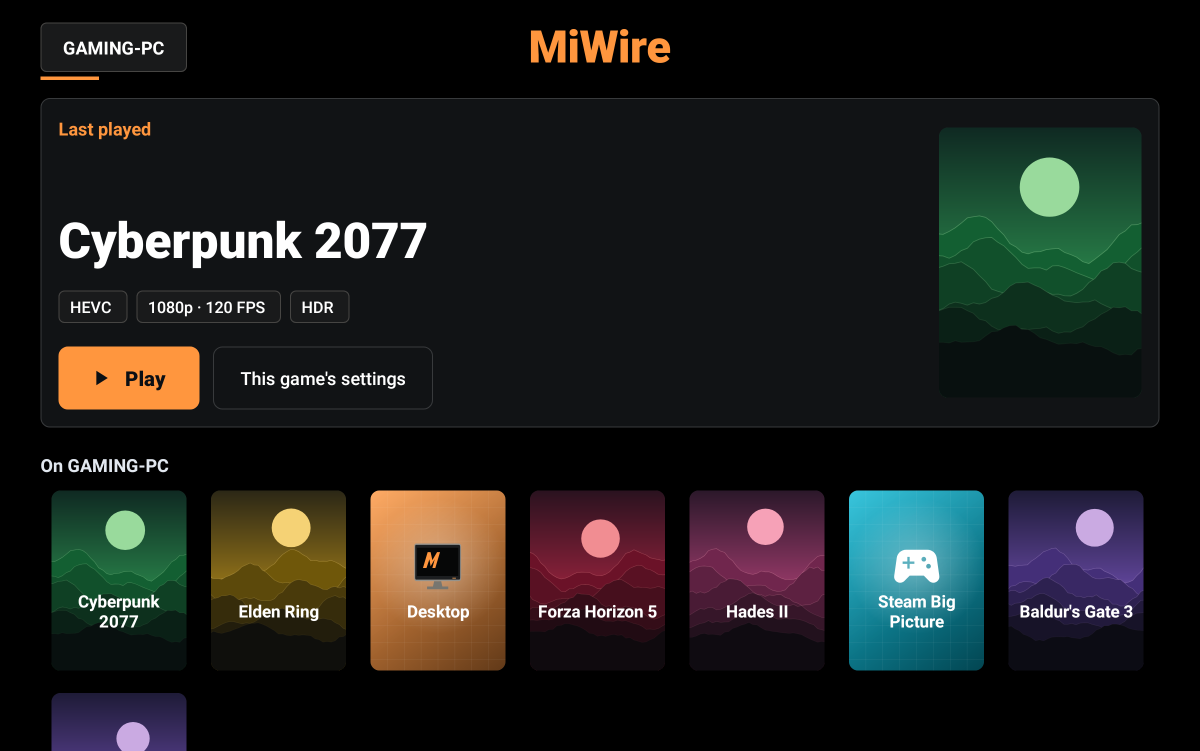 GAMING-PC
MiWire
Last played
Cyberpunk 2077
HEVC
1080p · 120 FPS
HDR
Play
This game's settings
On GAMING-PC
Cyberpunk
2077
Elden Ring
M
Desktop
Forza Horizon 5
Hades II
Steam Big
Picture
Baldur's Gate 3